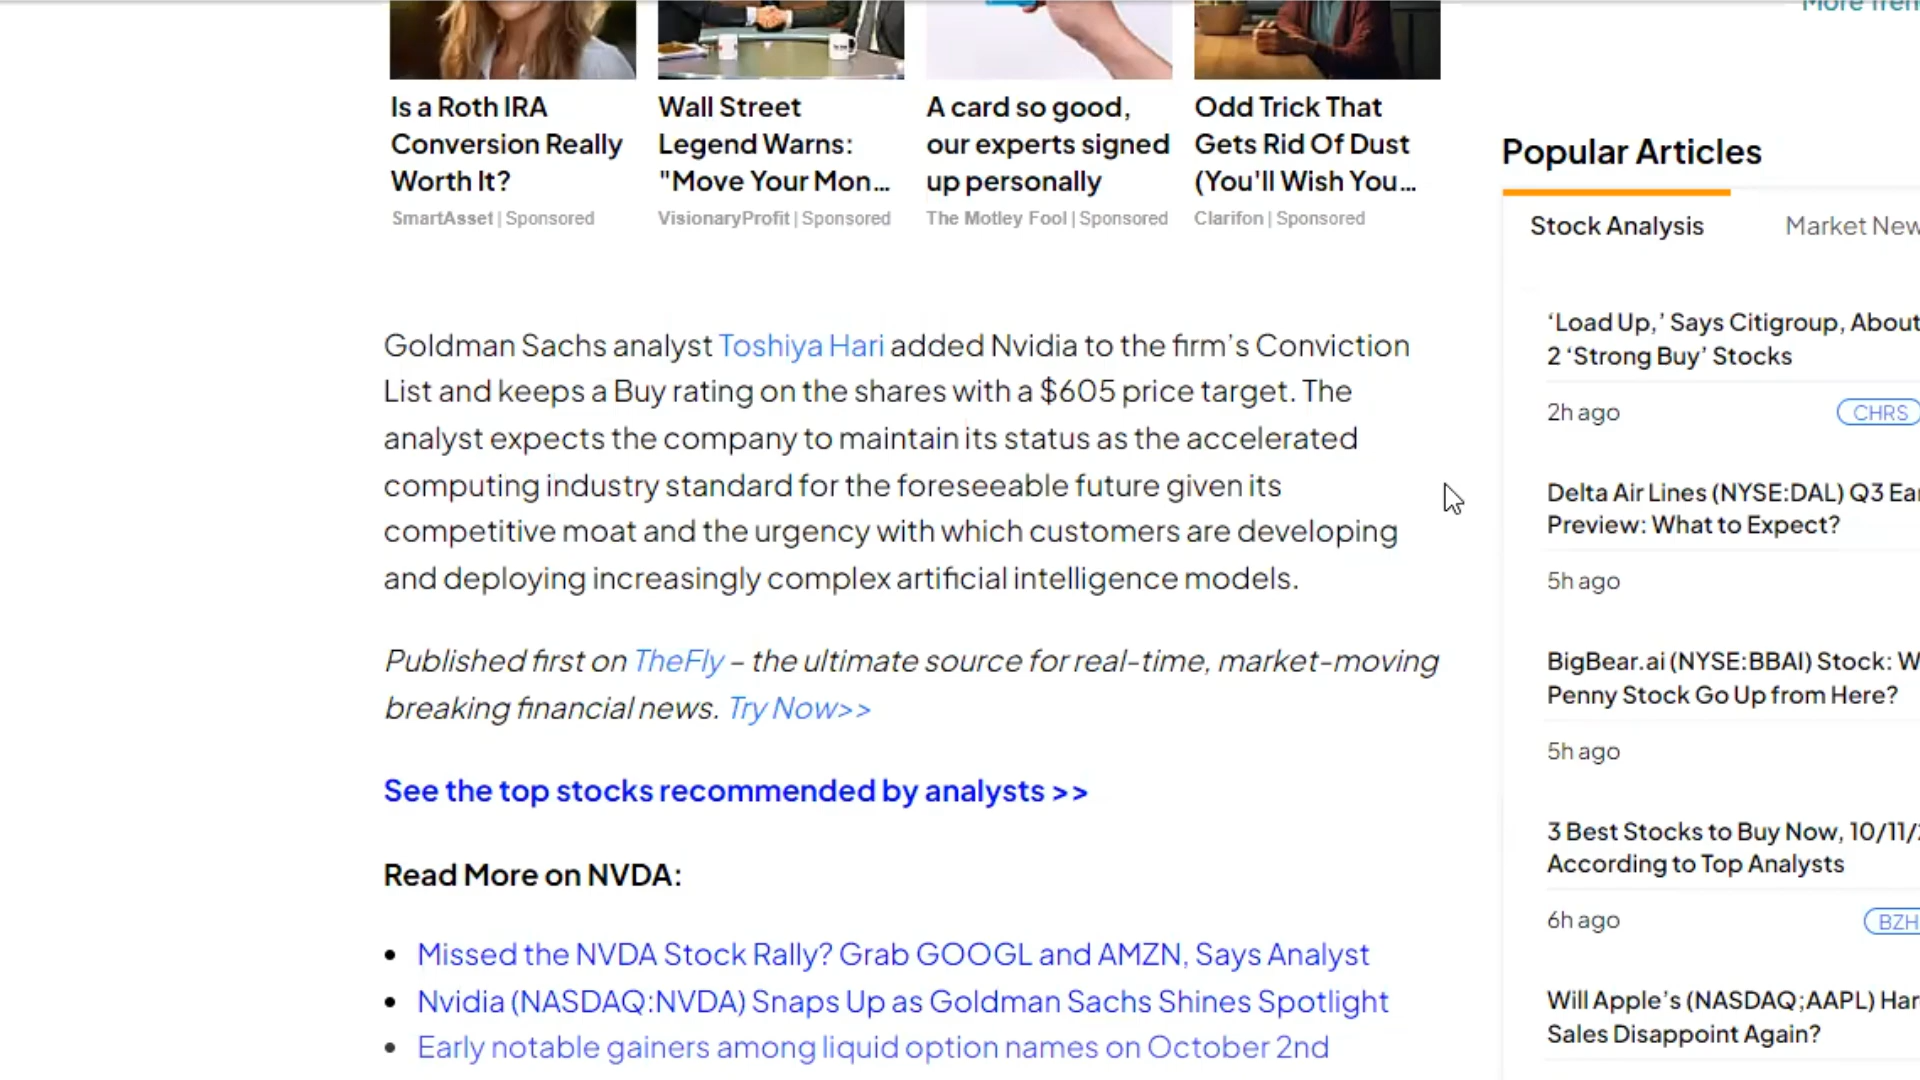 More Tren
Is a Roth IRA
Conversion Really
Worth It?
SmartAsset | Sponsored
Wall Street
Legend Warns:
"Move Your Mon...
VisionaryProfit | Sponsored
A card so good,
our experts signed
up personally
The Motley Fool | Sponsored
Odd Trick That
Gets Rid Of Dust
(You'll Wish You...
Clarifon | Sponsored
Goldman Sachs analyst Toshiya Hari added Nvidia to the firm’s Conviction
List and keeps a Buy rating on the shares with a $605 price target. The
analyst expects the company to maintain its status as the accelerated
computing industry standard for the foreseeable future given its
competitive moat and the urgency with which customers are developing
and deploying increasingly complex artificial intelligence models.
Published first on TheFly – the ultimate source for real-time, market-moving
breaking financial news. Try Now>>
See the top stocks recommended by analysts >>
Read More on NVDA:
• Missed the NVDA Stock Rally? Grab GOOGL and AMZN, Says Analyst
• Nvidia (NASDAQ:NVDA) Snaps Up as Goldman Sachs Shines Spotlight
• Early notable gainers among liquid option names on October 2nd
Popular Articles
Stock Analysis
Market New
‘Load Up,’ Says Citigroup, About
2 ‘Strong Buy’ Stocks
2h ago
CHRS
Delta Air Lines (NYSE:DAL) Q3 Ear
Preview: What to Expect?
5h ago
BigBear.ai (NYSE:BBAI) Stock: W
Penny Stock Go Up from Here?
5h ago
3 Best Stocks to Buy Now, 10/11/2
According to Top Analysts
6h ago
BZH
Will Apple’s (NASDAQ;AAPL) Har
Sales Disappoint Again?